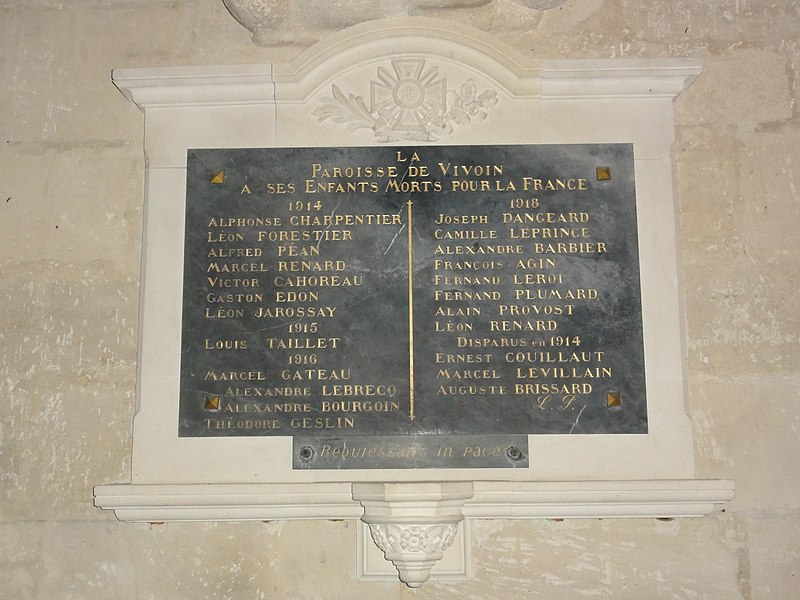 LA
PAROISSE DE VIVOIN
A SES ENFANTS MORTS POUR LA FRANCE
1914
ALPHONSE CHARPENTIER
LÉON FORESTIER
ALFRED PÉAN
MARCEL RENARD
VICTOR CAHOREAU
GASTON EDON
LÉON JAROSSAY
1915
LOUIS TAILLET
1916
MARCEL GATEAU
ALEXANDRE LEBRECQ
ALEXANDRE BOURGOIN
THÉODORE GESLIN
1918
JOSEPH DANGEARD
CAMILLE LEPRINCE
ALEXANDRE BARBIER
FRANÇOIS AGIN
FERNAND LEROI
FERNAND PLUMARD
ALAIN PROVOST
LÉON RENARD
DISPARUS en 1914
ERNEST COUILLAUT
MARCEL LEVILLAIN
AUGUSTE BRISSARD
Requiescant in pace